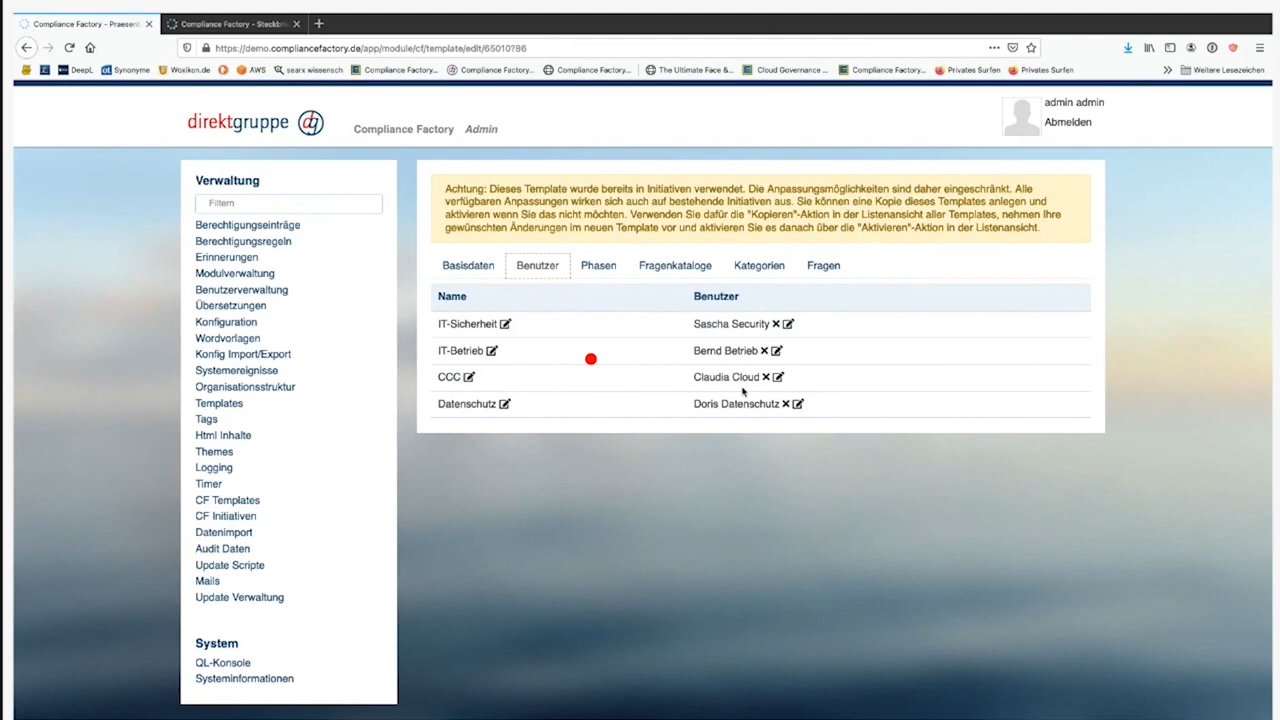 Compliance Factory - Praesent
Compliance Factory - Steckbrie
https://demo.compliancefactory.de/app/module/cf/template/edit/65010?86
DeepL
Synonyme
Woxikon.de
AWS
searx wissensch
Compliance Factory...
Compliance Factory...
Compliance Factory...
The Ultimate Face &...
Cloud Governance ...
Compliance Factory...
Privates Surfen
Privates Surfen
Weitere Lesezeichen
direktgruppe dg
Compliance Factory Admin
admin admin
Abmelden
Verwaltung
Filtern
Berechtigungseinträge
Berechtigungsregeln
Erinnerungen
Modulverwaltung
Benutzerverwaltung
Übersetzungen
Konfiguration
Wordvorlagen
Konfig Import/Export
Systemereignisse
Organisationsstruktur
Templates
Tags
Html Inhalte
Themes
Logging
Timer
CF Templates
CF Initiativen
Datenimport
Audit Daten
Update Scripte
Mails
Update Verwaltung
System
QL-Konsole
Systeminformationen
Achtung: Dieses Template wurde bereits in Initiativen verwendet. Die Anpassungsmöglichkeiten sind daher eingeschränkt. Alle
verfügbaren Anpassungen wirken sich auch auf bestehende Initiativen aus. Sie können eine Kopie dieses Templates anlegen und
aktivieren wenn Sie das nicht möchten. Verwenden Sie dafür die "Kopieren"-Aktion in der Listenansicht aller Templates, nehmen Ihre
gewünschten Änderungen im neuen Template vor und aktivieren Sie es danach über die "Aktivieren"-Aktion in der Listenansicht.
Basisdaten Benutzer Phasen Fragenkataloge Kategorien Fragen
Name Benutzer
IT-Sicherheit Sascha Security
IT-Betrieb Bernd Betrieb
CCC Claudia Cloud
Datenschutz Doris Datenschutz